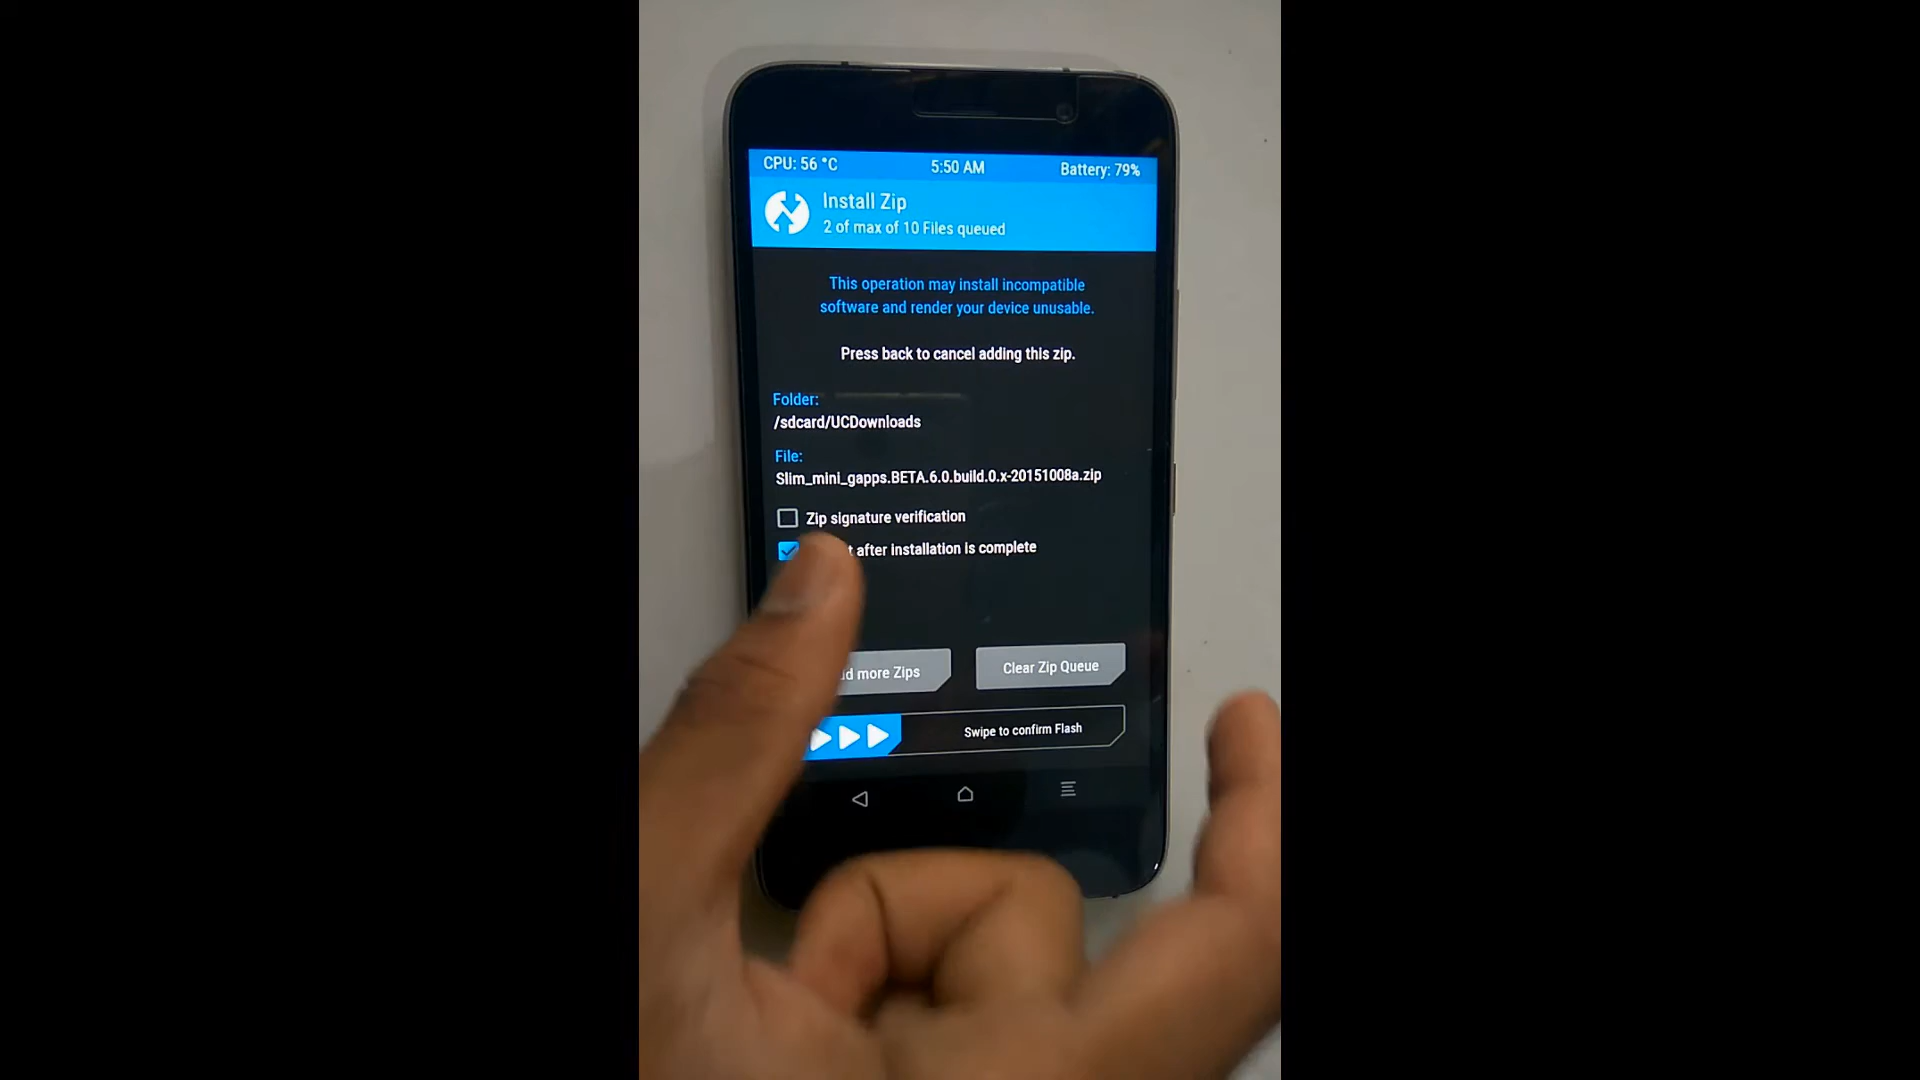 CPU: 56 °C 5:50 AM Battery: 79%
Install Zip
2 of max of 10 Files queued
This operation may install incompatible
software and render your device unusable.
Press back to cancel adding this zip.
Folder:
/sdcard/UCDownloads
File:
Slim_mini_gapps.BETA.6.0.build.0.x-20151008a.zip
Zip signature verification
after installation is complete
more Zips Clear Zip Queue
Swipe to confirm Flash